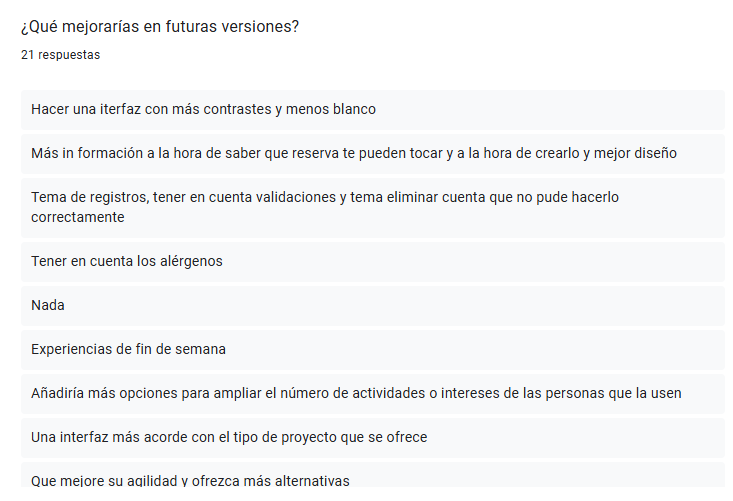 ¿Qué mejorarías en futuras versiones?
21 respuestas
Hacer una iterfaz con más contrastes y menos blanco
Más in formación a la hora de saber que reserva te pueden tocar y a la hora de crearlo y mejor diseño
Tema de registros, tener en cuenta validaciones y tema eliminar cuenta que no pude hacerlo
correctamente
Tener en cuenta los alérgenos
Nada
Experiencias de fin de semana
Añadiría más opciones para ampliar el número de actividades o intereses de las personas que la usen
Una interfaz más acorde con el tipo de proyecto que se ofrece
Que mejore su agilidad y ofrezca más alternativas